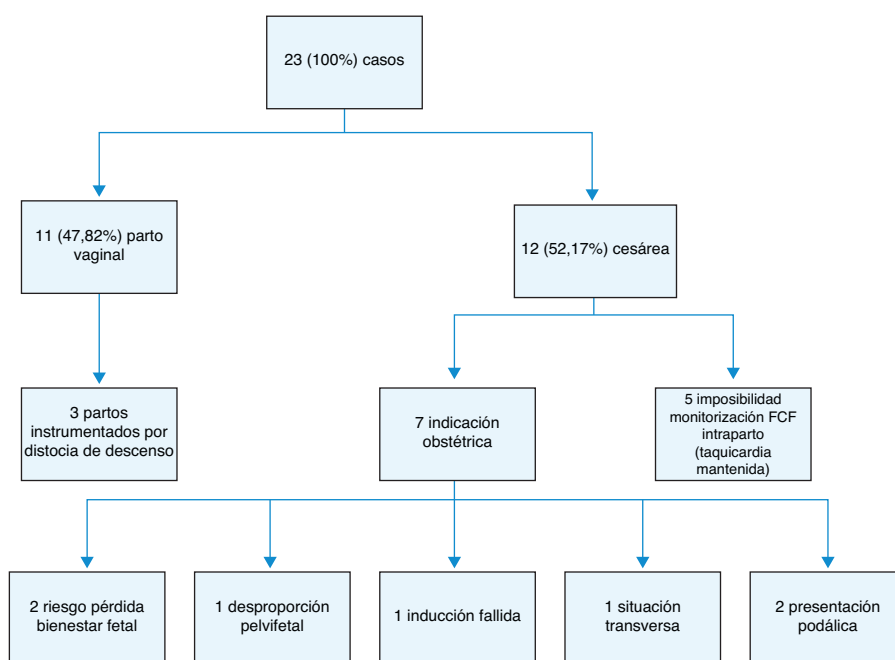 23 (100%) casos
11 (47,82%) parto
vaginal
12 (52,17%) cesárea
3 partos
instrumentados por
distocia de descenso
7 indicación
obstétrica
5 imposibilidad
monitorización FCF
intraparto
(taquicardia
mantenida)
2 riesgo pérdida
bienestar fetal
1 desproporción
pelvifetal
1 inducción fallida
1 situación
transversa
2 presentación
podálica